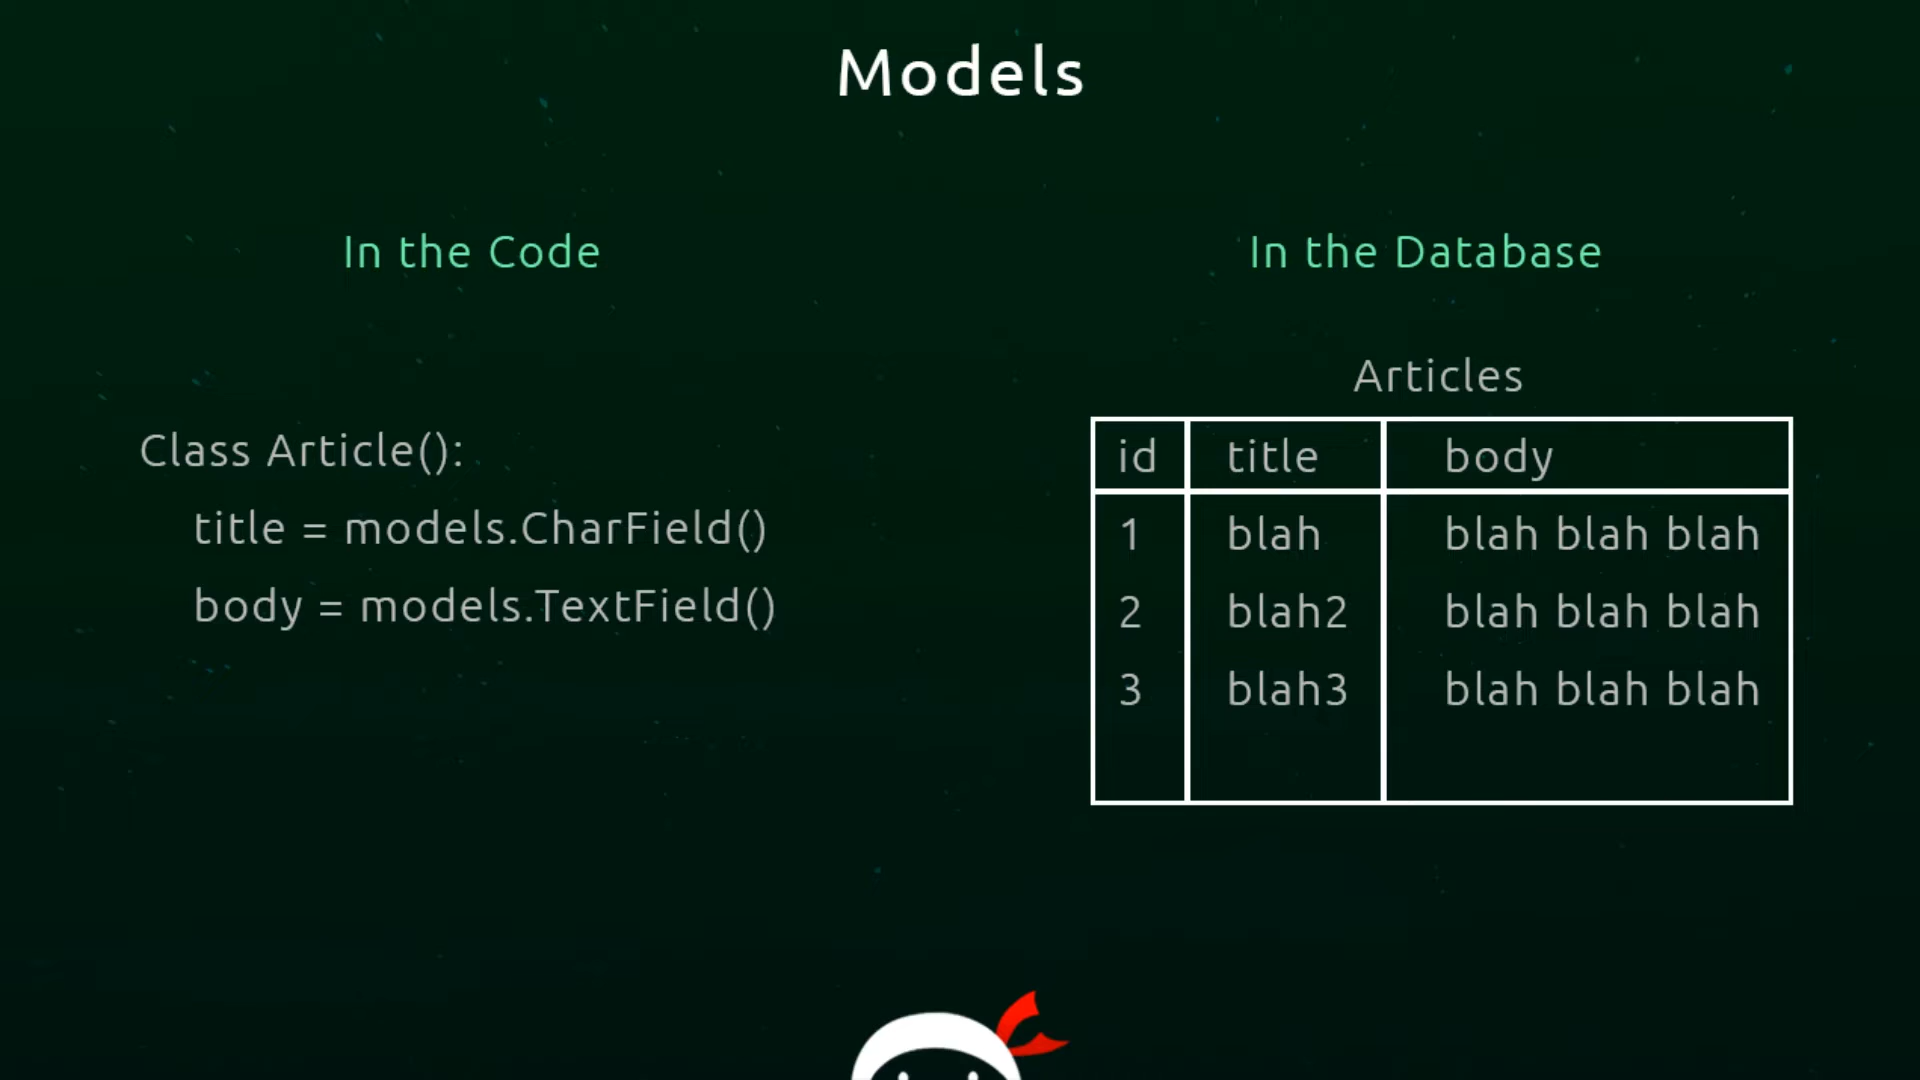 Models
In the Code
Class Article():
title = models.CharField()
body = models.TextField()
In the Database
Articles
id title body
1 blah blah blah blah
2 blah2 blah blah blah
3 blah3 blah blah blah